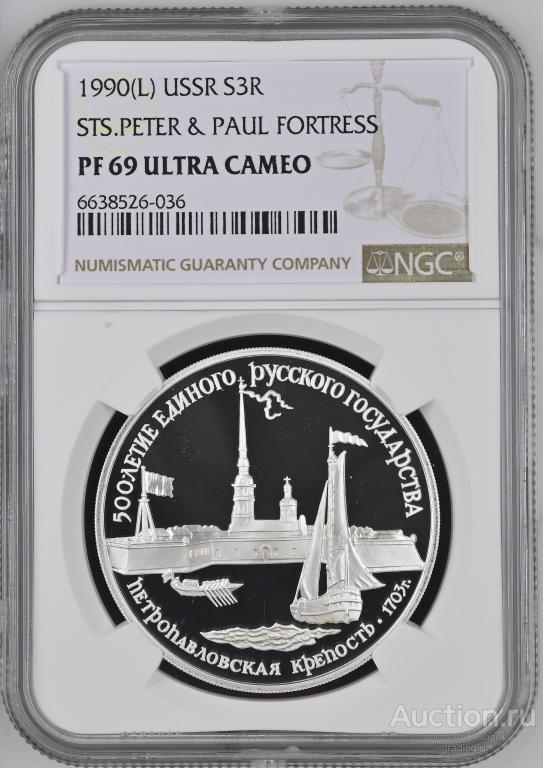 1990(L) USSR S3R
STS.PETER & PAUL FORTRESS
PF 69 ULTRA CAMEO
6638526-036
NUMISMATIC GUARANTY COMPANY
NGC®
500-ЛЕТИЕ ЕДИНОГО РУССКОГО ГОСУДАРСТВА
ПЕТРОПАВЛОВСКАЯ КРЕПОСТЬ · 1703г.
Auction.ru